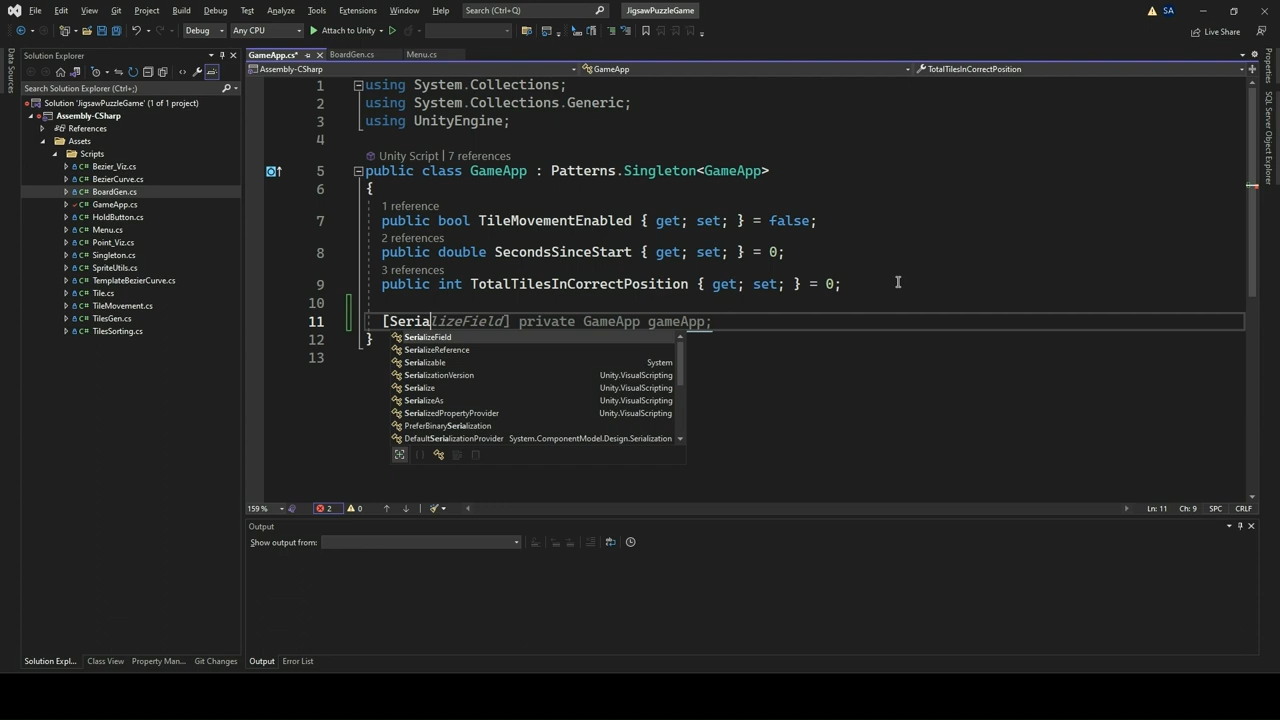 File Edit View Git Project Build Debug Test Analyze Tools Extensions Window Help Search (Ctrl+Q) JigsawPuzzleGame SA
Debug Any CPU Attach to Unity Live Share
Data Sources
Solution Explorer
Search Solution Explorer (Ctrl+;)
Solution 'JigsawPuzzleGame' (1 of 1 project)
Assembly-CSharp
References
Assets
Scripts
Bezier_Viz.cs
BezierCurve.cs
BoardGen.cs
GameApp.cs
HoldButton.cs
Menu.cs
Point_Viz.cs
Singleton.cs
SpriteUtils.cs
TemplateBezierCurve.cs
Tile.cs
TileMovement.cs
TilesGen.cs
TilesSorting.cs
Solution Expl... Class View Property Man... Git Changes
GameApp.cs* BoardGen.cs Menu.cs
Assembly-CSharp GameApp TotalTilesInCorrectPosition
1 using System.Collections;
2 using System.Collections.Generic;
3 using UnityEngine;
4
Unity Script | 7 references
5 public class GameApp : Patterns.Singleton<GameApp>
6 {
1 reference
7 public bool TileMovementEnabled { get; set; } = false;
2 references
8 public double SecondsSinceStart { get; set; } = 0;
3 references
9 public int TotalTilesInCorrectPosition { get; set; } = 0;
10
11 [SerializeField] private GameApp gameApp;
12 }
13
SerializeField
SerializeReference
Serializable System
SerializationVersion Unity.VisualScripting
Serialize Unity.VisualScripting
SerializeAs Unity.VisualScripting
SerializedPropertyProvider Unity.VisualScripting
PreferBinarySerialization
DefaultSerializationProvider System.ComponentModel.Design.Serialization
159 % 2 0 Ln: 11 Ch: 9 SPC CRLF
Output
Show output from:
Output Error List
Properties
SQL Server Object Explorer